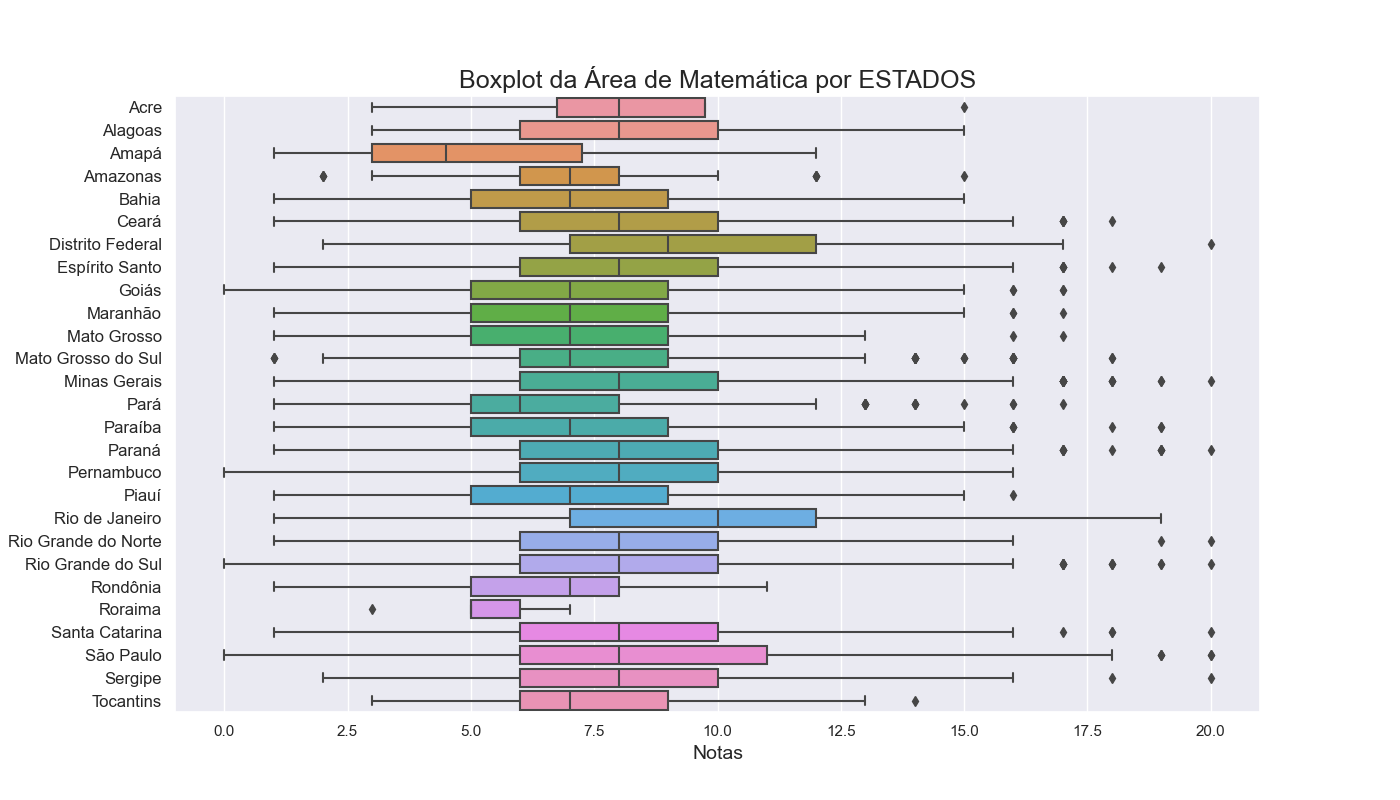 Boxplot da Área de Matemática por ESTADOS
Acre
Alagoas
Amapá
Amazonas
Bahia
Ceará
Distrito Federal
Espírito Santo
Goiás
Maranhão
Mato Grosso
Mato Grosso do Sul
Minas Gerais
Pará
Paraíba
Paraná
Pernambuco
Piauí
Rio de Janeiro
Rio Grande do Norte
Rio Grande do Sul
Rondônia
Roraima
Santa Catarina
São Paulo
Sergipe
Tocantins
0.0 2.5 5.0 7.5 10.0 12.5 15.0 17.5 20.0
Notas